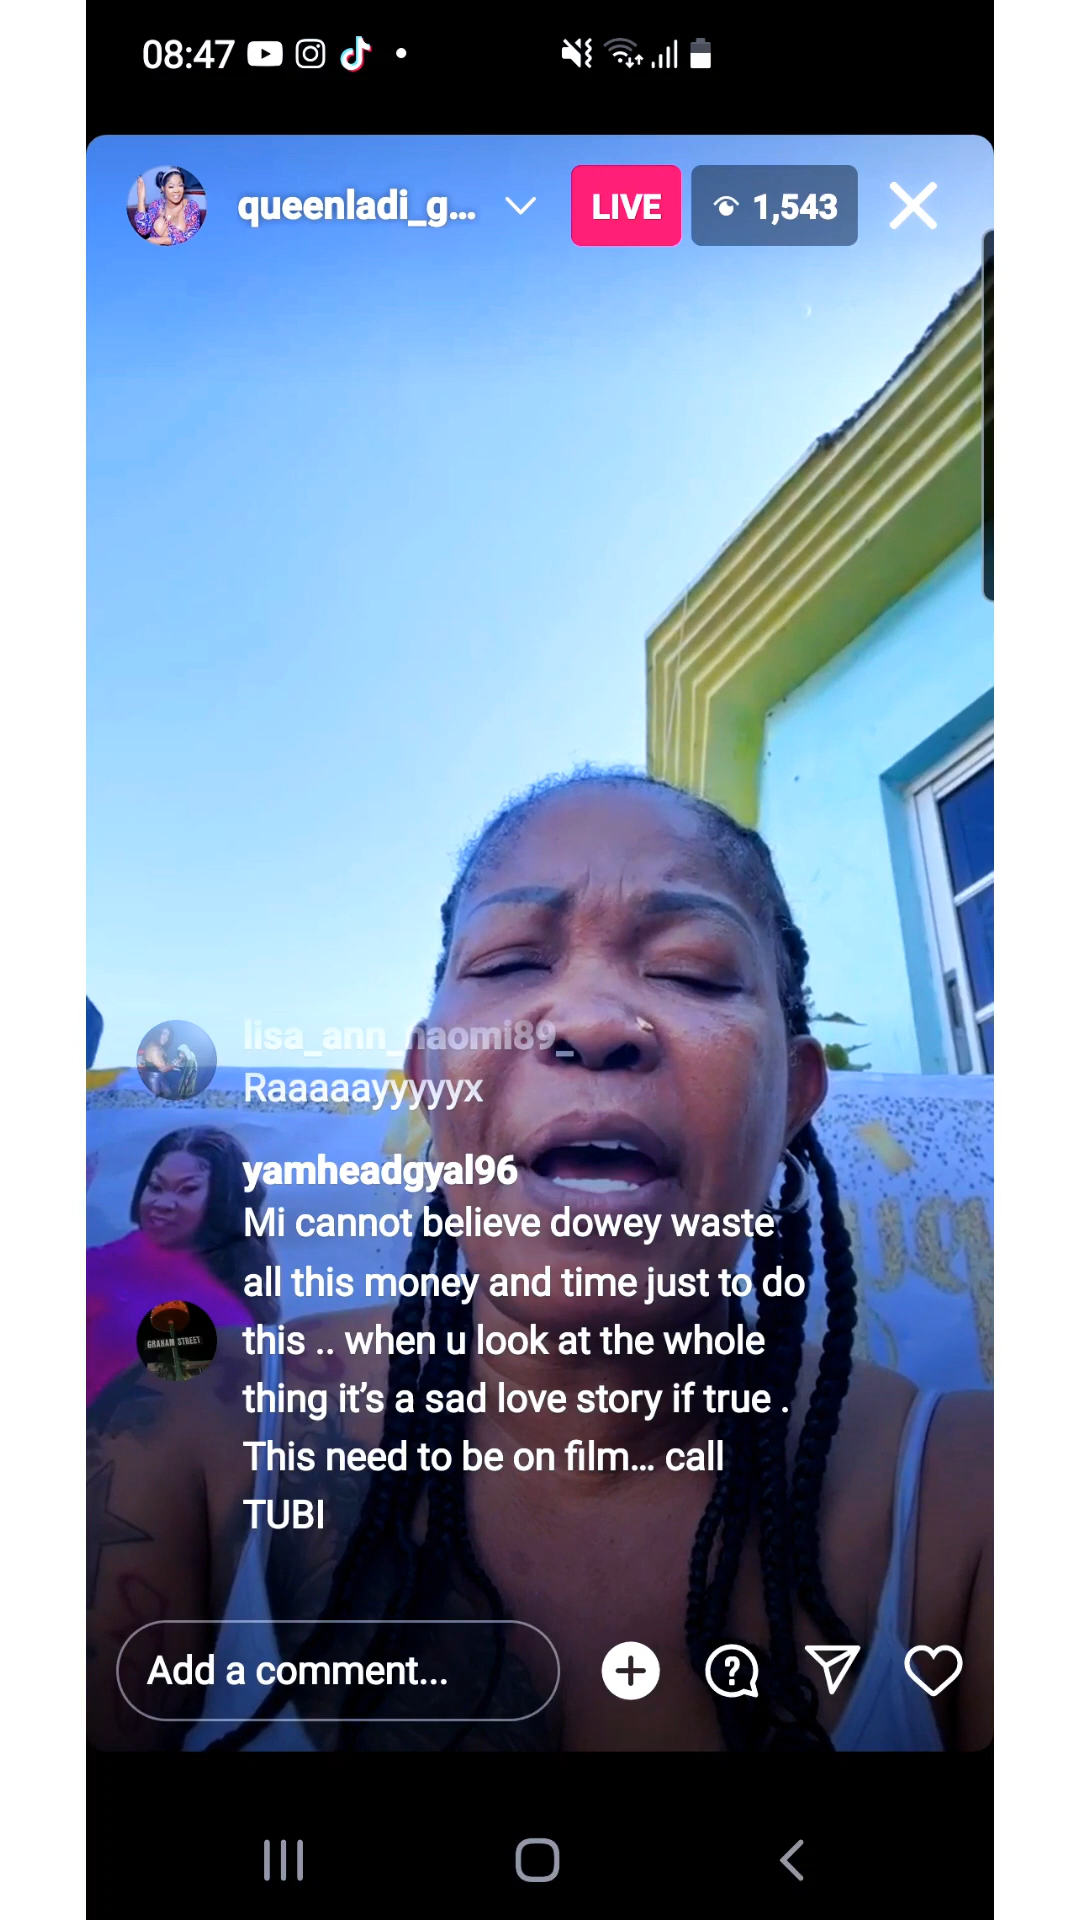 08:47
queenladi_g...
LIVE
1,543
lisa_ann_naomi89_
Raaaaayyyyyx
yamheadgyal96
Mi cannot believe dowey waste
all this money and time just to do
this .. when u look at the whole
thing it’s a sad love story if true .
This need to be on film... call
TUBI
GRAHAM STREET
Add a comment...